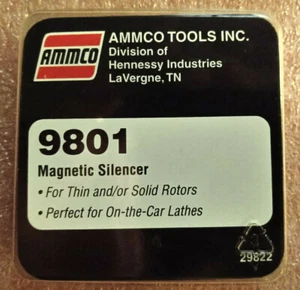 AMMCO
AMMCO TOOLS INC.
Division of
Hennessy Industries
LaVergne, TN
9801
Magnetic Silencer
• For Thin and/or Solid Rotors
• Perfect for On-the-Car Lathes
29822